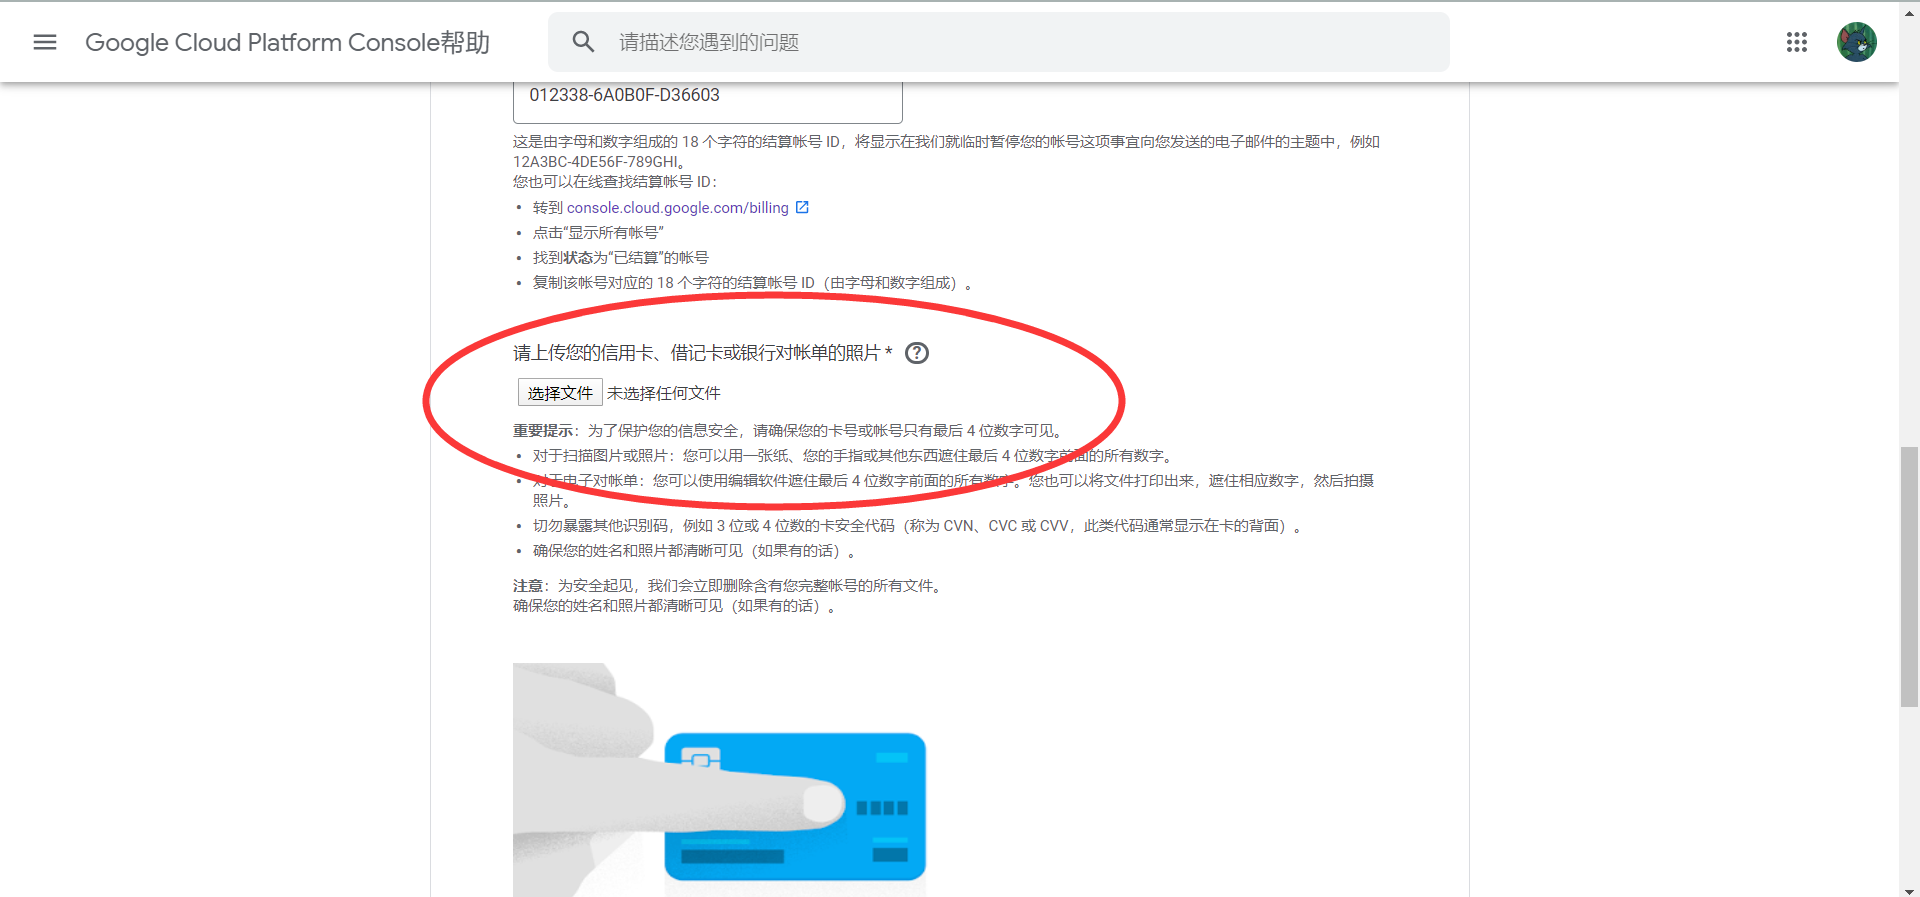 Google Cloud Platform Console帮助
请描述您遇到的问题
012338-6A0B0F-D36603
这是由字母和数字组成的 18 个字符的结算帐号 ID，将显示在我们就临时暂停您的帐号这项事宜向您发送的电子邮件的主题中，例如
12A3BC-4DE56F-789GHI。
您也可以在线查找结算帐号 ID：
• 转到 console.cloud.google.com/billing
• 点击“显示所有帐号”
• 找到状态为“已结算”的帐号
• 复制该帐号对应的 18 个字符的结算帐号 ID（由字母和数字组成）。
请上传您的信用卡、借记卡或银行对帐单的照片 * ?
选择文件 未选择任何文件
重要提示：为了保护您的信息安全，请确保您的卡号或帐号只有最后 4 位数字可见。
• 对于扫描图片或照片：您可以用一张纸、您的手指或其他东西遮住最后 4 位数字前面的所有数字。
• 对于电子对帐单：您可以使用编辑软件遮住最后 4 位数字前面的所有数字。您也可以将文件打印出来，遮住相应数字，然后拍摄
照片。
• 切勿暴露其他识别码，例如 3 位或 4 位数的卡安全代码（称为 CVN、CVC 或 CVV，此类代码通常显示在卡的背面）。
• 确保您的姓名和照片都清晰可见（如果有的话）。
注意：为安全起见，我们会立即删除含有您完整帐号的所有文件。
确保您的姓名和照片都清晰可见（如果有的话）。